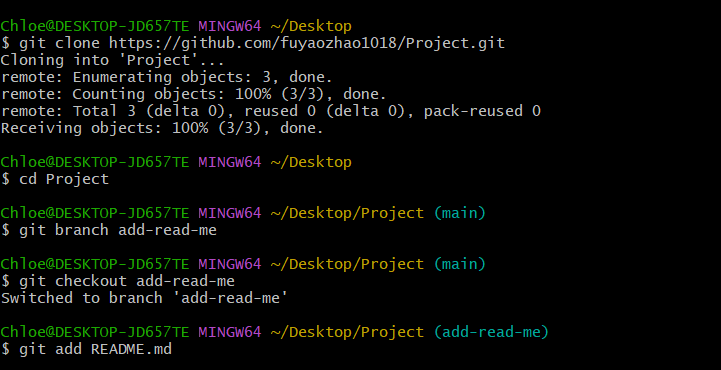 Chloe@DESKTOP-JD657TE MINGW64 ~/Desktop
$ git clone https://github.com/fuyaozhao1018/Project.git
Cloning into 'Project'...
remote: Enumerating objects: 3, done.
remote: Counting objects: 100% (3/3), done.
remote: Total 3 (delta 0), reused 0 (delta 0), pack-reused 0
Receiving objects: 100% (3/3), done.
Chloe@DESKTOP-JD657TE MINGW64 ~/Desktop
$ cd Project
Chloe@DESKTOP-JD657TE MINGW64 ~/Desktop/Project (main)
$ git branch add-read-me
Chloe@DESKTOP-JD657TE MINGW64 ~/Desktop/Project (main)
$ git checkout add-read-me
Switched to branch 'add-read-me'
Chloe@DESKTOP-JD657TE MINGW64 ~/Desktop/Project (add-read-me)
$ git add README.md